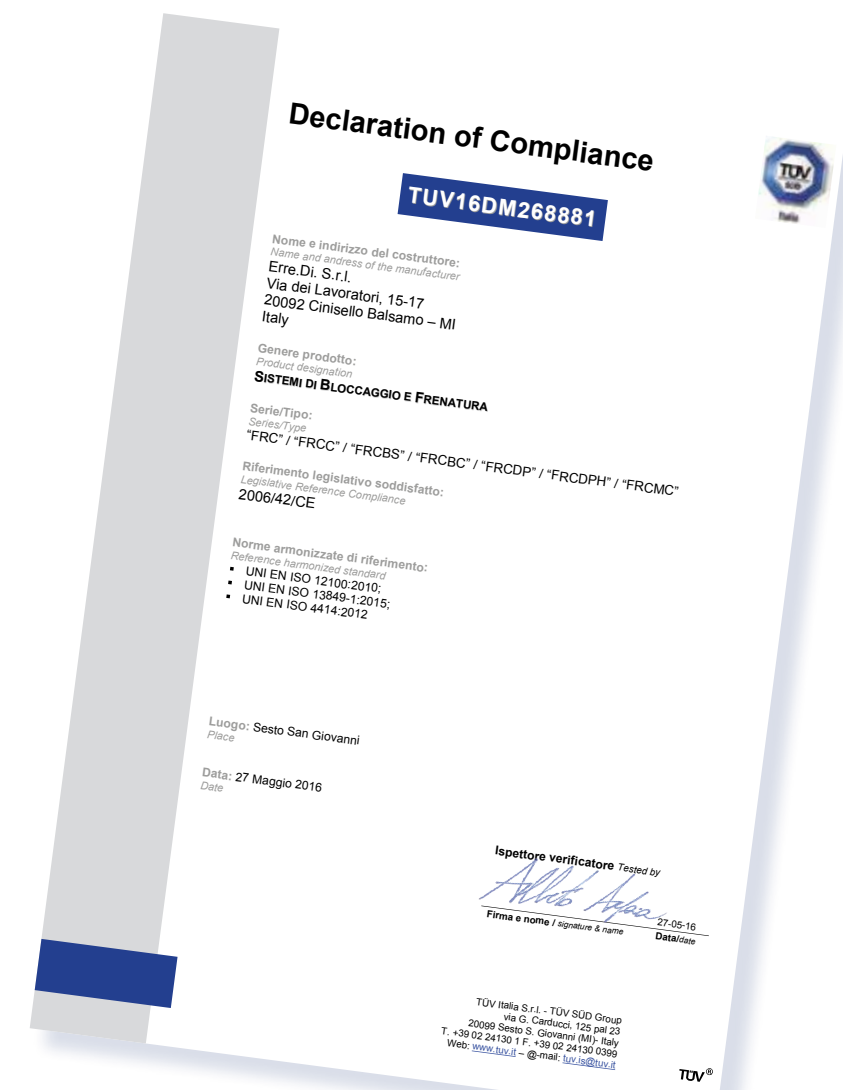 Declaration of Compliance
TÜV
SÜD
Italia
TUV16DM268881
Nome e indirizzo del costruttore:
Name and andress of the manufacturer
Erre.Di. S.r.l.
Via dei Lavoratori, 15-17
20092 Cinisello Balsamo – MI
Italy
Genere prodotto:
Product designation
SISTEMI DI BLOCCAGGIO E FRENATURA
Serie/Tipo:
Series/Type
“FRC” / “FRCC” / “FRCBS” / “FRCBC” / “FRCDP” / “FRCDPH” / “FRCMC”
Riferimento legislativo soddisfatto:
Legislative Reference Compliance
2006/42/CE
Norme armonizzate di riferimento:
Reference harmonized standard
▪ UNI EN ISO 12100:2010;
▪ UNI EN ISO 13849-1:2015;
▪ UNI EN ISO 4414:2012
Luogo: Sesto San Giovanni
Place
Data: 27 Maggio 2016
Date
Ispettore verificatore Tested by
27-05-16
Firma e nome / signature & name Data/date
TÜV Italia S.r.l. - TÜV SÜD Group
via G. Carducci, 125 pal 23
20099 Sesto S. Giovanni (MI)- Italy
T. +39 02 24130 1 F. +39 02 24130 0399
Web: www.tuv.it – @-mail: tuv.is@tuv.it
TÜV ®